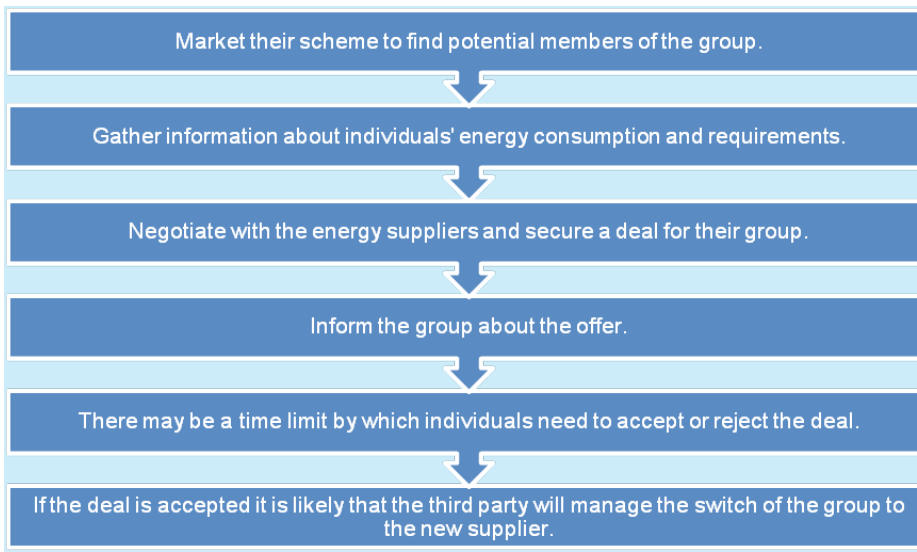 Market their scheme to find potential members of the group.
Gather information about individuals' energy consumption and requirements.
Negotiate with the energy suppliers and secure a deal for their group.
Inform the group about the offer.
There may be a time limit by which individuals need to accept or reject the deal.
If the deal is accepted it is likely that the third party will manage the switch of the group to
the new supplier.